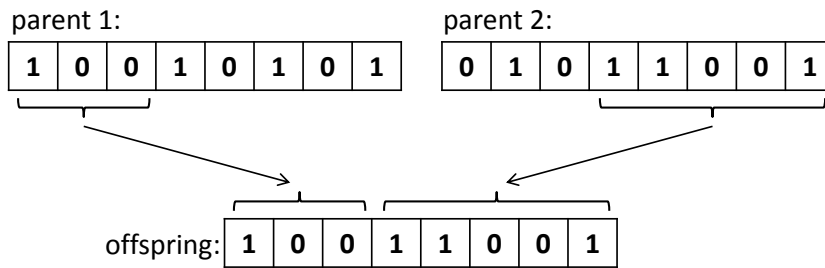 parent 1:
1 0 0 1 0 1 0 1
parent 2:
0 1 0 1 1 0 0 1
offspring: 1 0 0 1 1 0 0 1